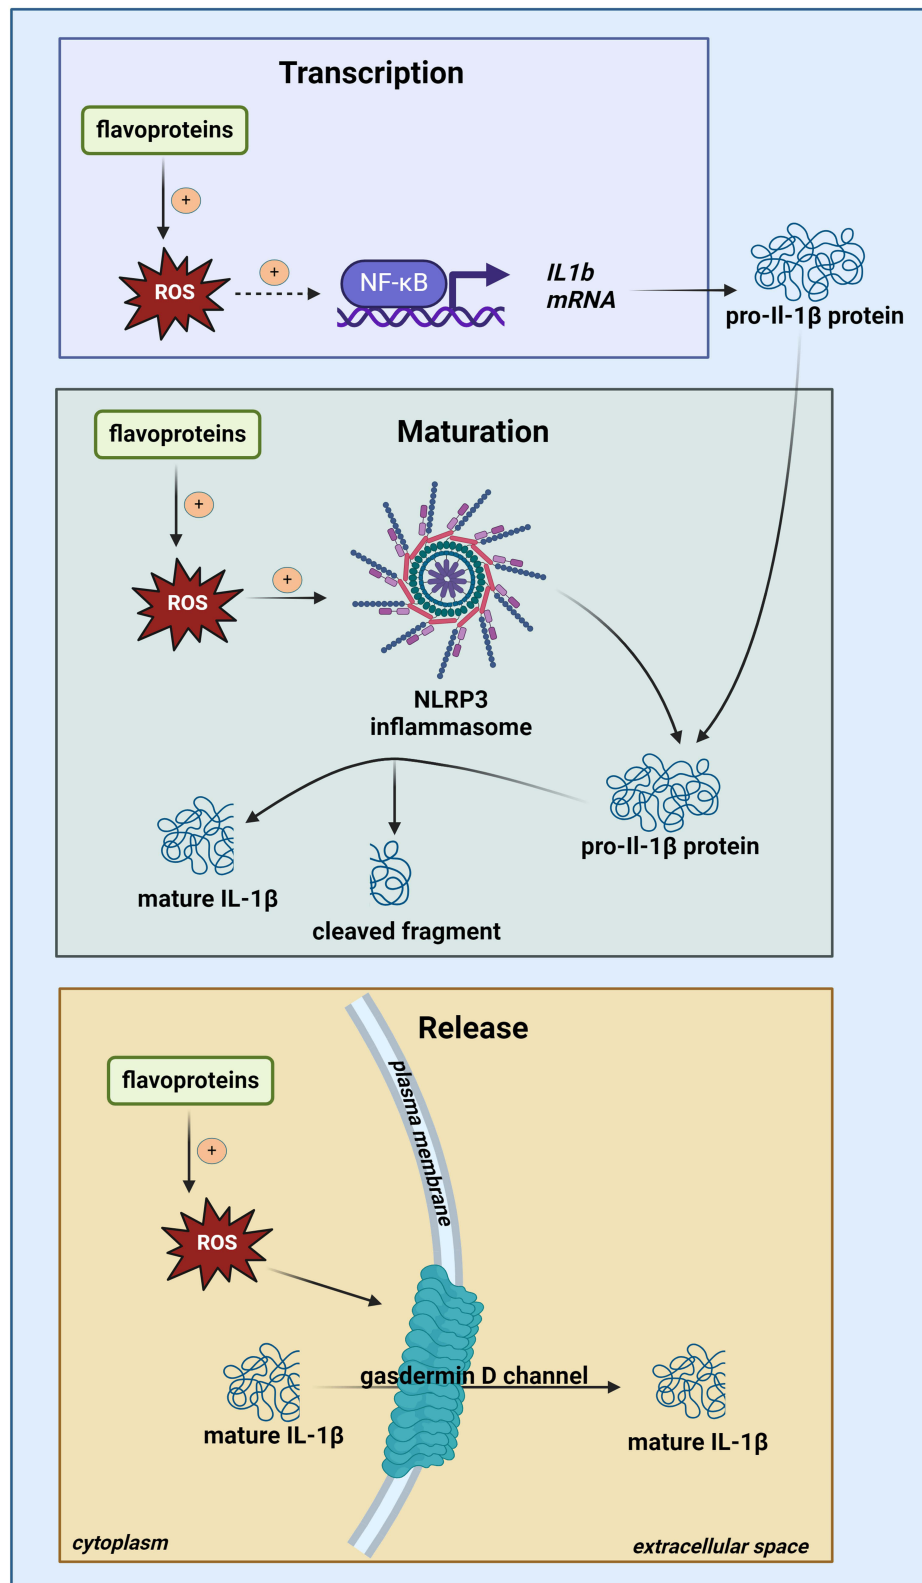 Transcription
flavoproteins
+
ROS
+
NF-κB
IL1b
mRNA
pro-Il-1β protein
Maturation
flavoproteins
+
ROS
+
NLRP3
inflammasome
pro-Il-1β protein
mature IL-1β
cleaved fragment
Release
flavoproteins
plasma membrane
+
ROS
gasdermin D channel
mature IL-1β
mature IL-1β
cytoplasm
extracellular space